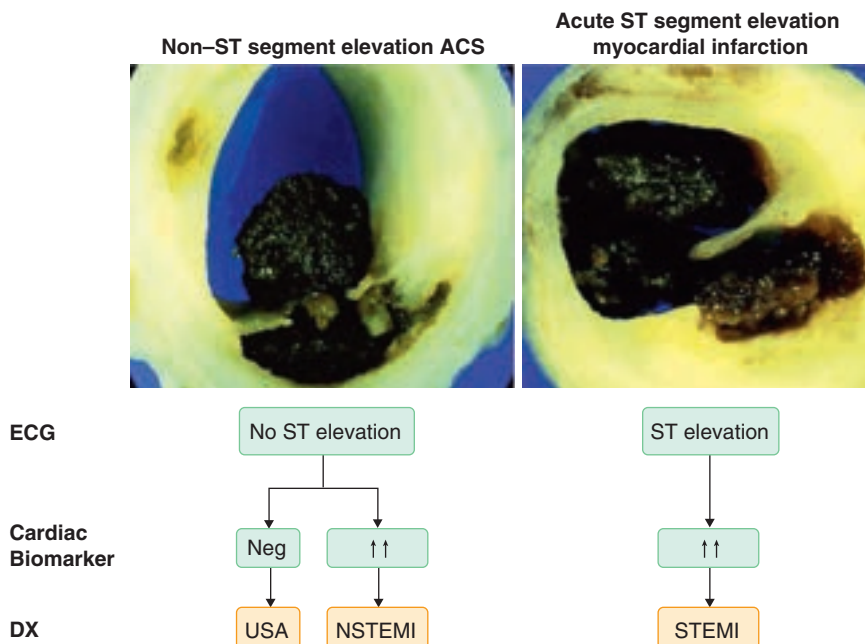 Non–ST segment elevation ACS
Acute ST segment elevation
myocardial infarction
ECG
No ST elevation
ST elevation
Cardiac
Biomarker
Neg
↑↑
↑↑
DX
USA
NSTEMI
STEMI